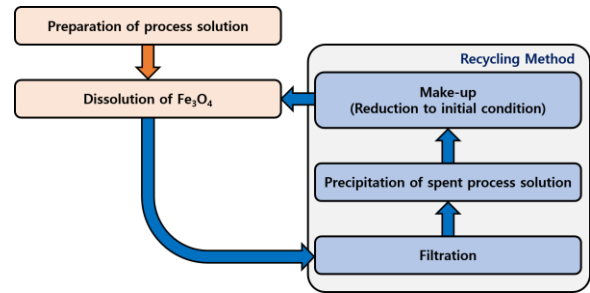 Preparation of process solution
Recycling Method
Dissolution of Fe₃O₄
Make-up
(Reduction to initial condition)
Precipitation of spent process solution
Filtration